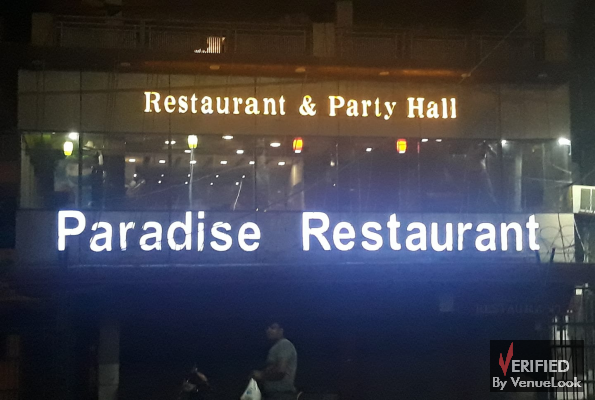 Restaurant & Party Hall
Paradise Restaurant
VERIFIED
By VenueLook